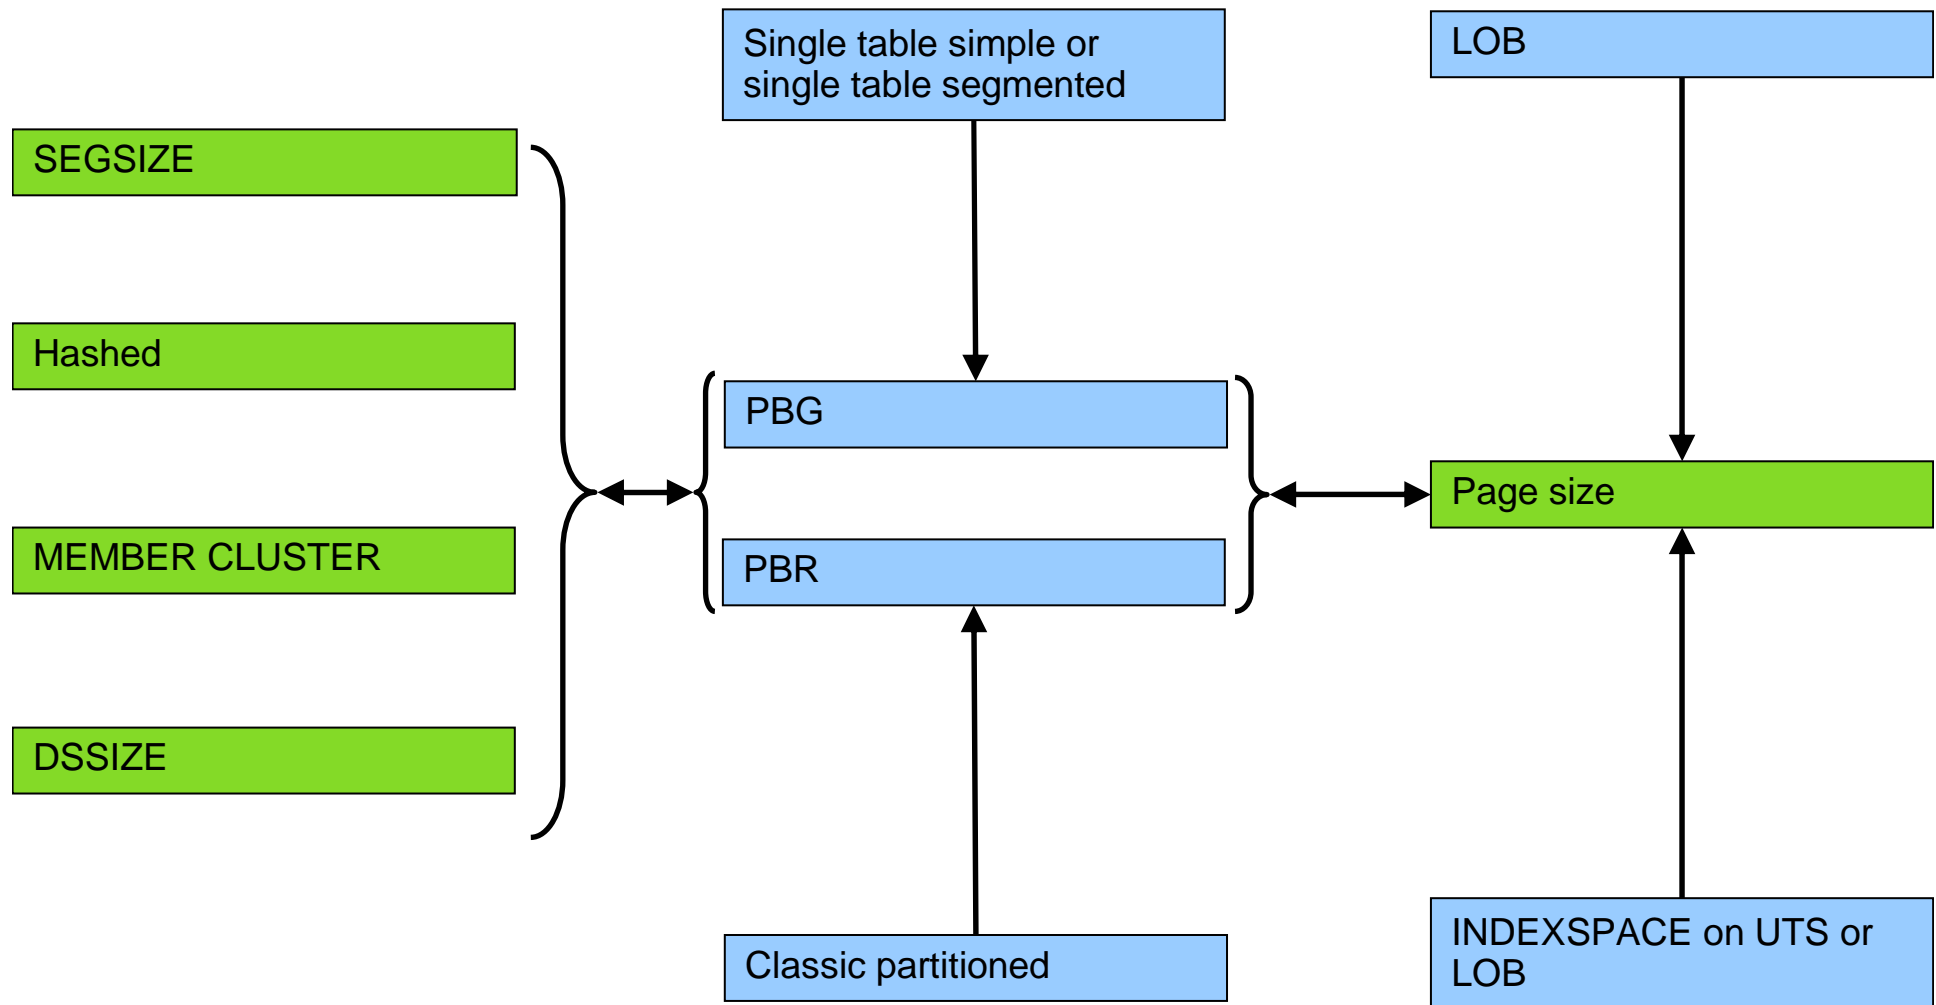 Single table simple or
single table segmented
LOB
SEGSIZE
Hashed
PBG
Page size
MEMBER CLUSTER
PBR
DSSIZE
Classic partitioned
INDEXSPACE on UTS or
LOB